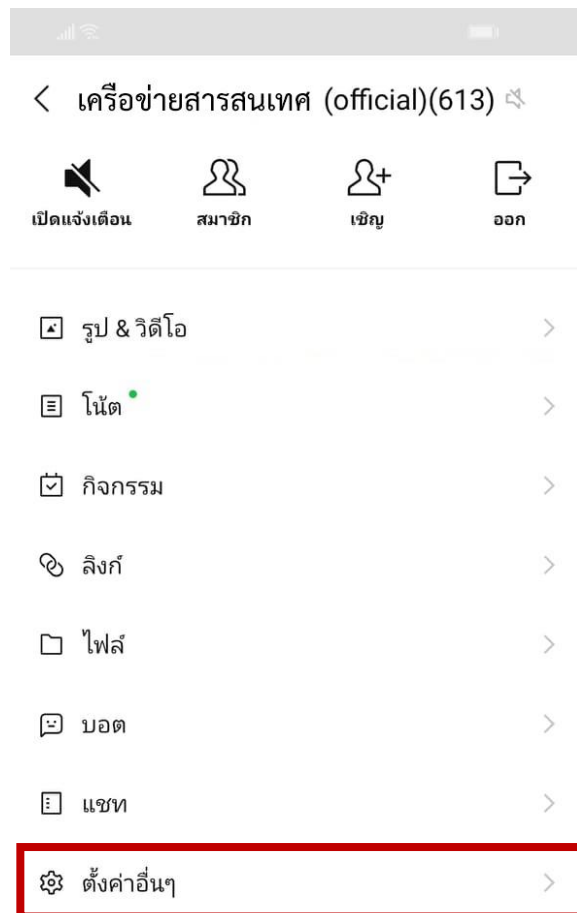 เครือข่ายสารสนเทศ (official)(613)
เปิดแจ้งเตือน สมาชิก เชิญ ออก
รูป & วิดีโอ
โน้ต
กิจกรรม
ลิงก์
ไฟล์
บอต
แชท
ตั้งค่าอื่นๆ